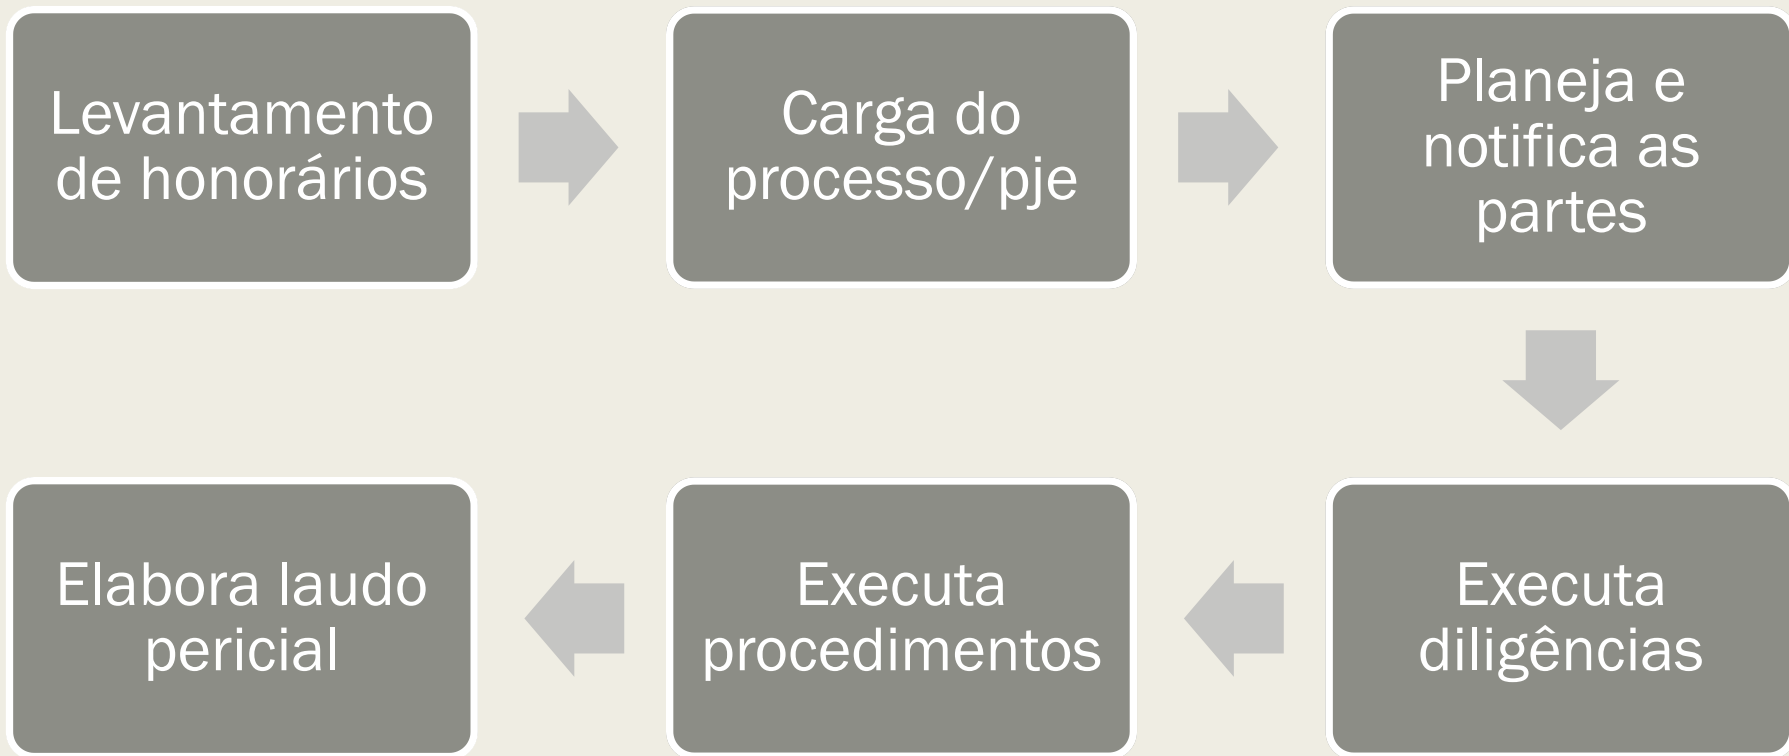 Levantamento
de honorários
Carga do
processo/pje
Planeja e
notifica as
partes
Executa
diligências
Executa
procedimentos
Elabora laudo
pericial